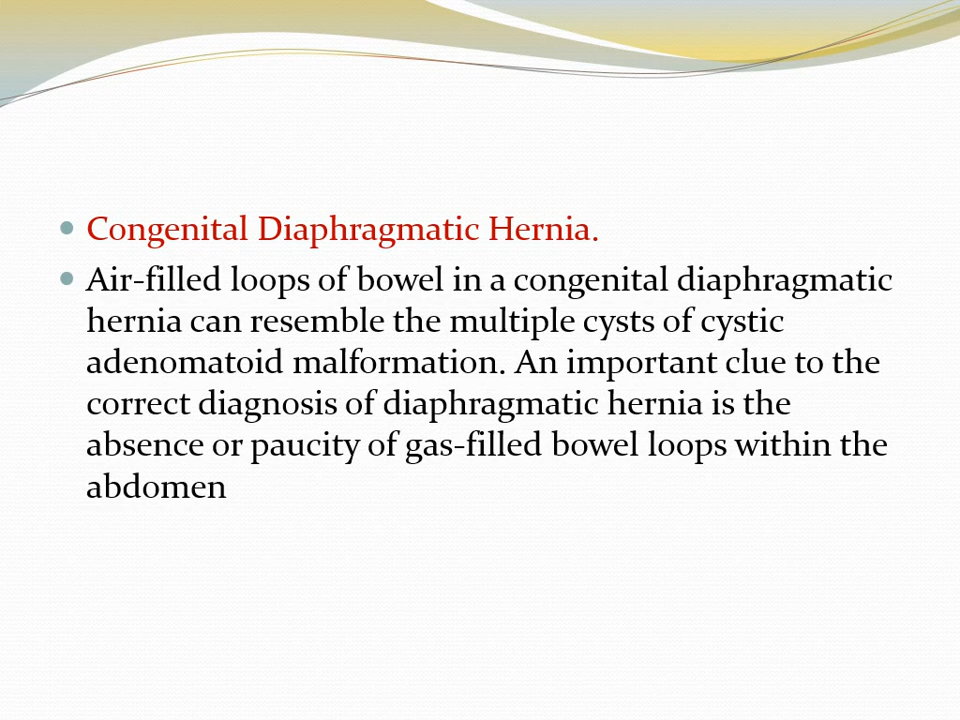 Congenital Diaphragmatic Hernia.
Air-filled loops of bowel in a congenital diaphragmatic
hernia can resemble the multiple cysts of cystic
adenomatoid malformation. An important clue to the
correct diagnosis of diaphragmatic hernia is the
absence or paucity of gas-filled bowel loops within the
abdomen